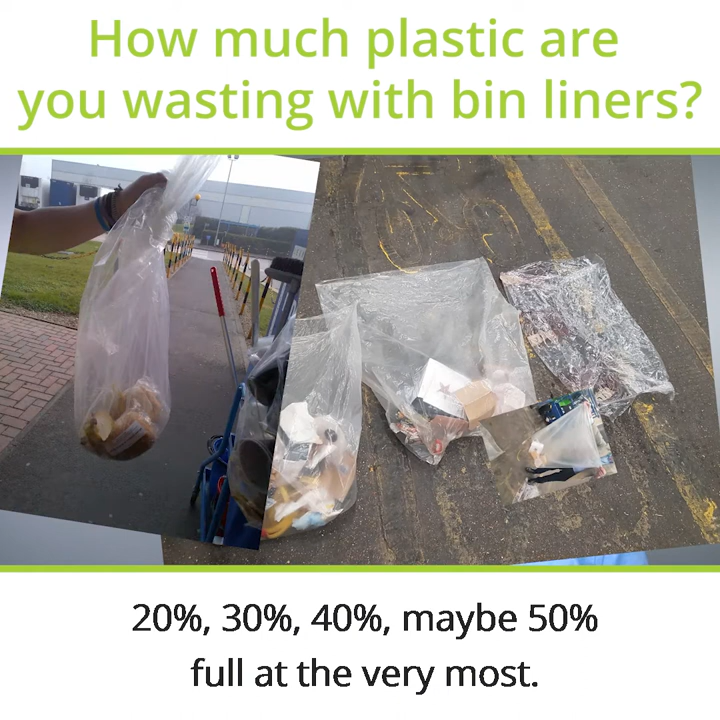 How much plastic are
you wasting with bin liners?
20%, 30%, 40%, maybe 50%
full at the very most.